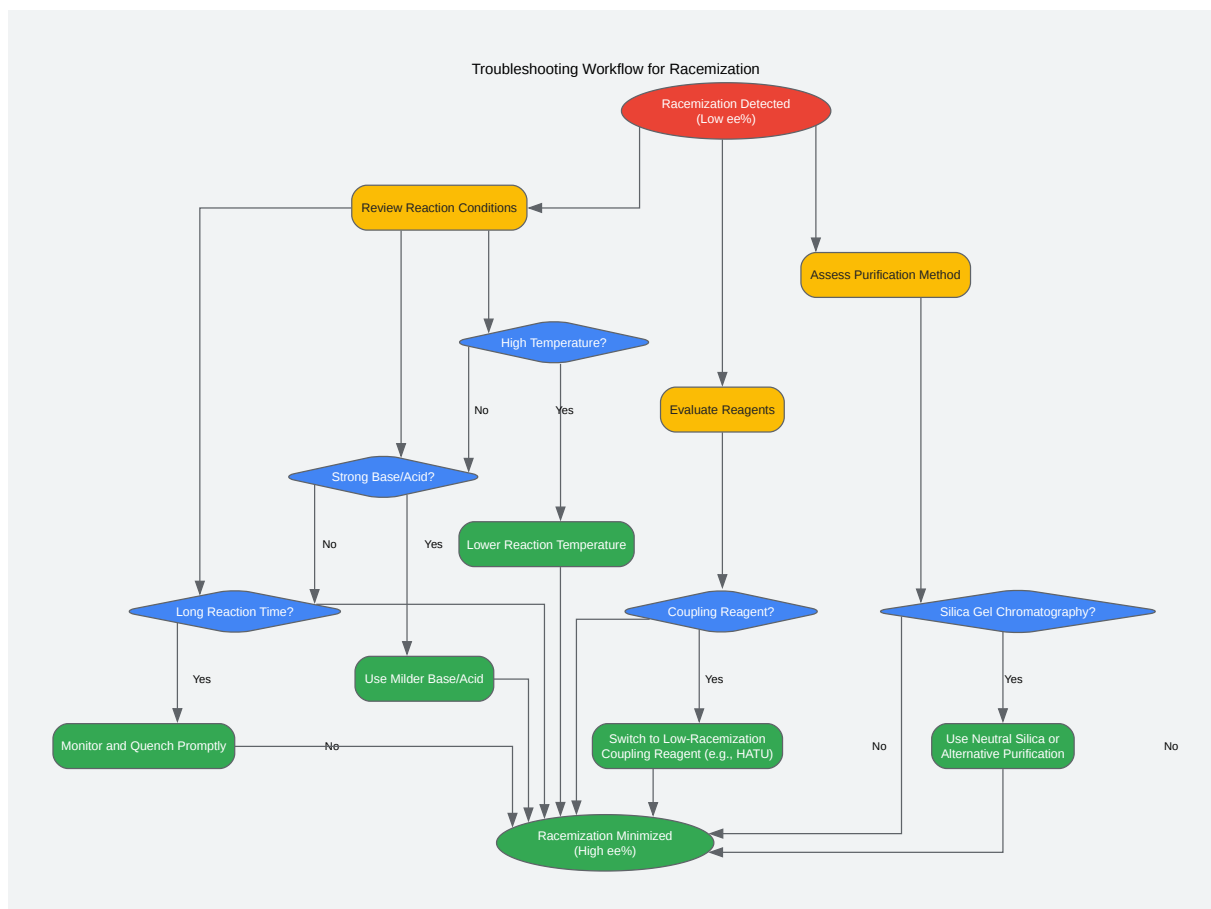 Troubleshooting Workflow for Racemization
Racemization Detected
(Low ee%)
Review Reaction Conditions
Assess Purification Method
High Temperature?
No
Yes
Evaluate Reagents
Strong Base/Acid?
No
Yes
Lower Reaction Temperature
Long Reaction Time?
Coupling Reagent?
Silica Gel Chromatography?
Yes
Use Milder Base/Acid
Yes
Yes
Monitor and Quench Promptly
No
Switch to Low-Racemization
Coupling Reagent (e.g., HATU)
No
Use Neutral Silica or
Alternative Purification
No
Racemization Minimized
(High ee%)